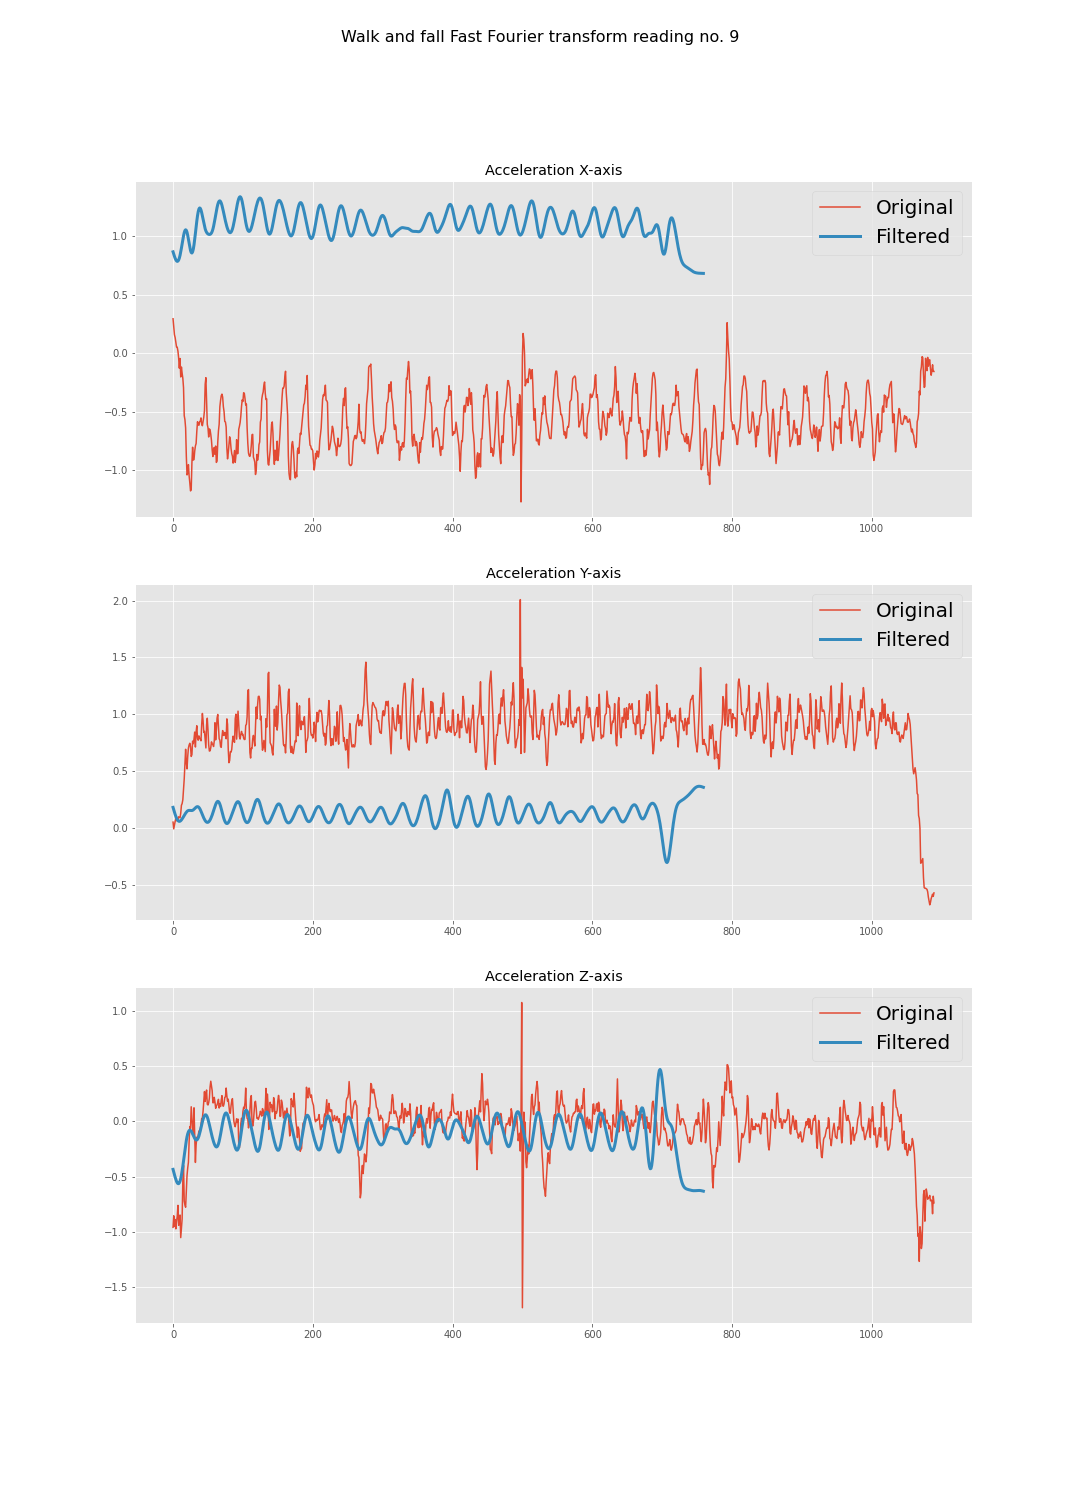 Walk and fall Fast Fourier transform reading no. 9
Acceleration X-axis
Original
Filtered
1.0
0.5
0.0
−0.5
−1.0
0 200 400 600 800 1000
Acceleration Y-axis
Original
Filtered
2.0
1.5
1.0
0.5
0.0
−0.5
0 200 400 600 800 1000
Acceleration Z-axis
Original
Filtered
1.0
0.5
0.0
−0.5
−1.0
−1.5
0 200 400 600 800 1000